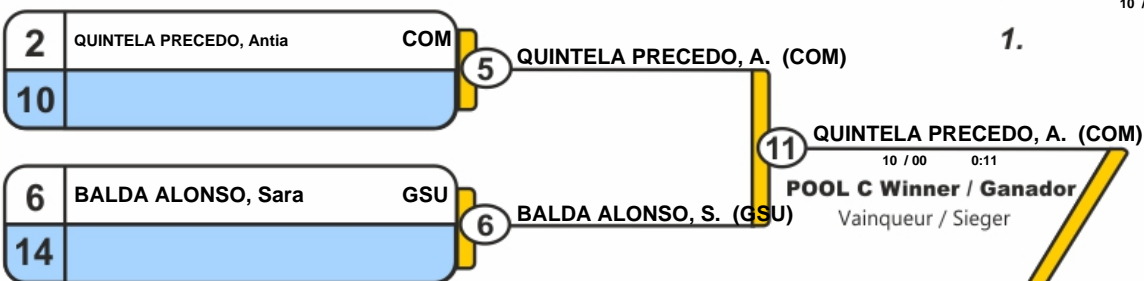 10 /
2 QUINTELA PRECEDO, Antia COM
1.
5 QUINTELA PRECEDO, A. (COM)
10
11 QUINTELA PRECEDO, A. (COM)
10 / 00 0:11
6 BALDA ALONSO, Sara GSU
POOL C Winner / Ganador
6 BALDA ALONSO, S. (GSU)
Vainqueur / Sieger
14